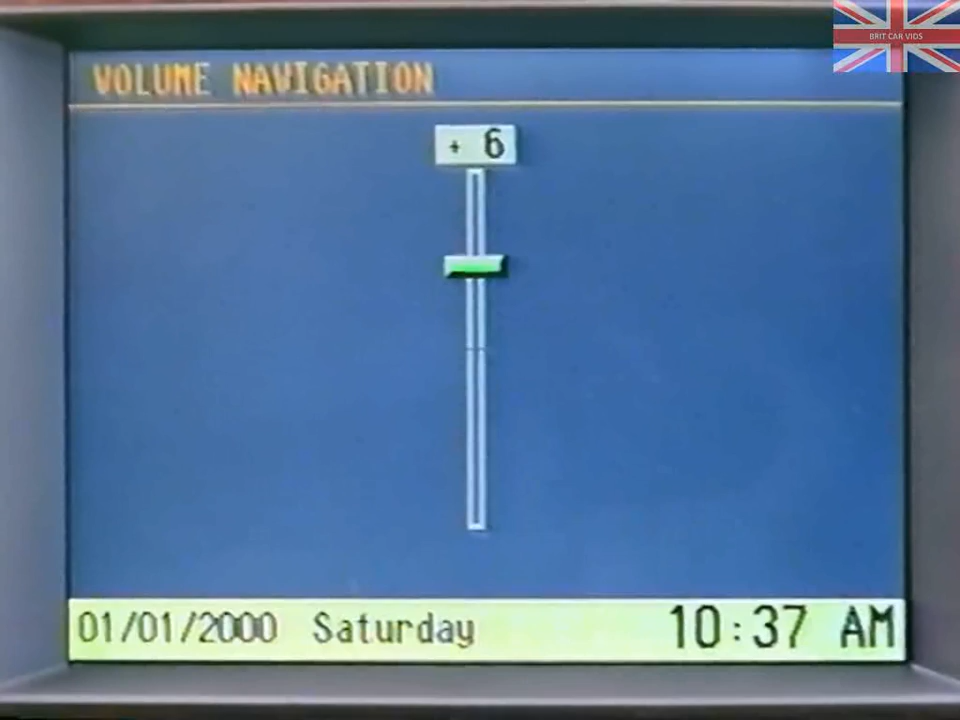 BRIT CAR VIDS
VOLUME NAVIGATION
+ 6
01/01/2000 Saturday 10:37 AM